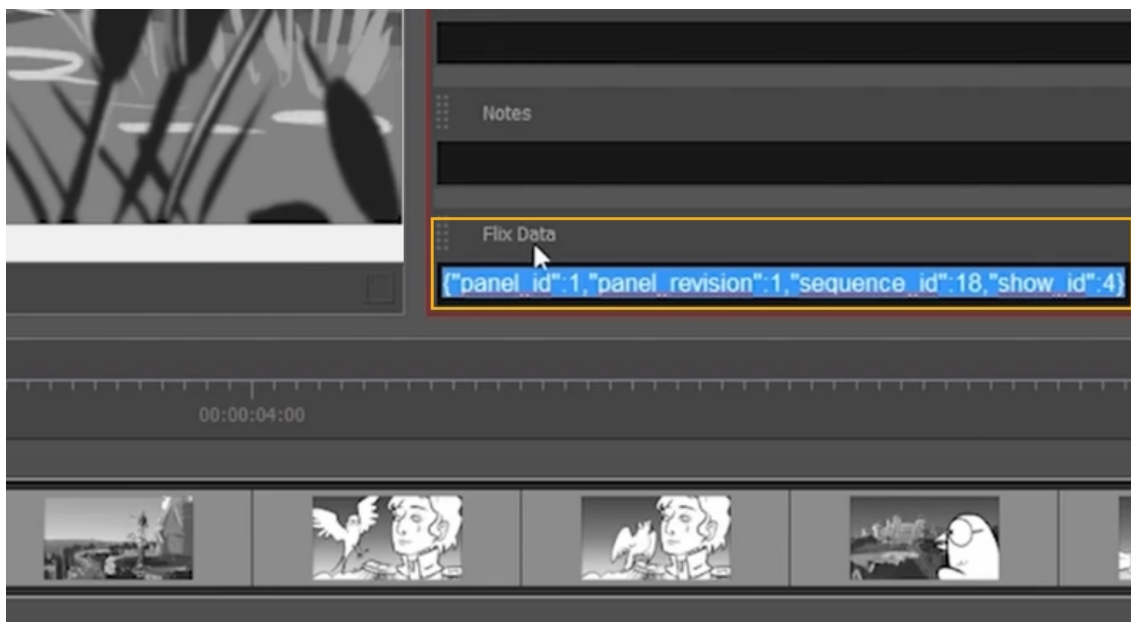 Notes
Flix Data
{"panel_id":1,"panel_revision":1,"sequence_id":18,"show_id":4}
00:00:04:00